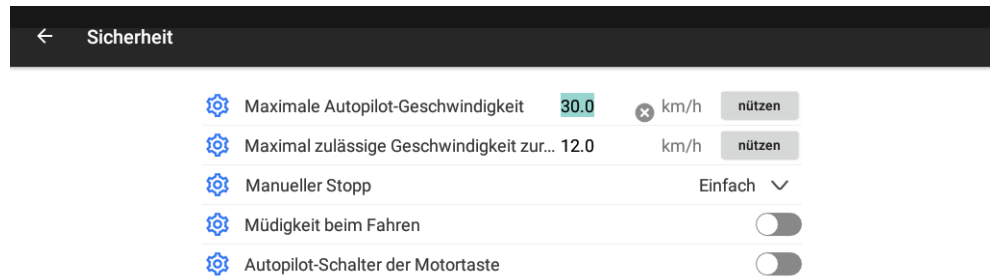 Sicherheit
Maximale Autopilot-Geschwindigkeit 30.0 km/h nützen
Maximal zulässige Geschwindigkeit zur... 12.0 km/h nützen
Manueller Stopp Einfach
Müdigkeit beim Fahren
Autopilot-Schalter der Motortaste